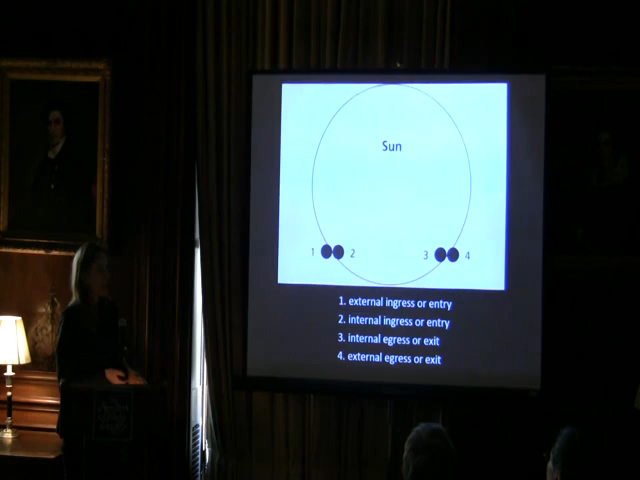 Sun
1 2 3 4
1. external ingress or entry
2. internal ingress or entry
3. internal egress or exit
4. external egress or exit